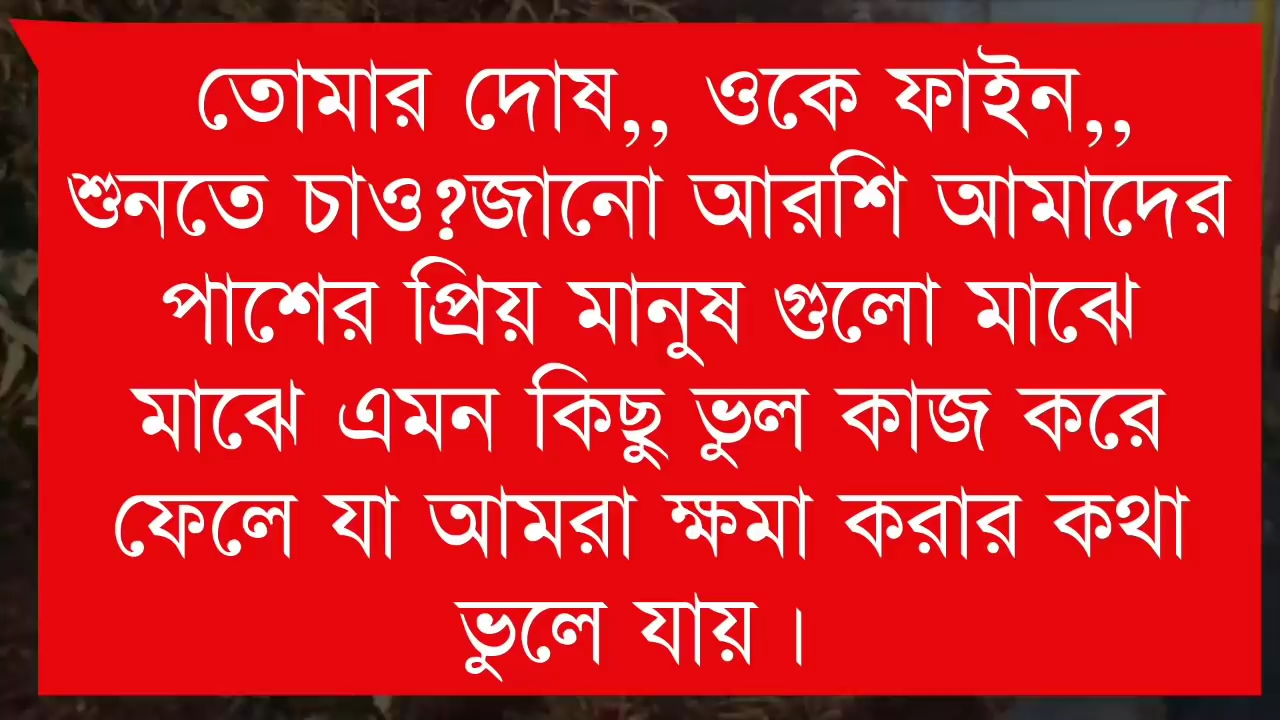 তোমার দোষ,, ওকে ফাইন,,
শুনতে চাও?জানো আরশি আমাদের
পাশের প্রিয় মানুষ গুলো মাঝে
মাঝে এমন কিছু ভুল কাজ করে
ফেলে যা আমরা ক্ষমা করার কথা
ভুলে যায়।